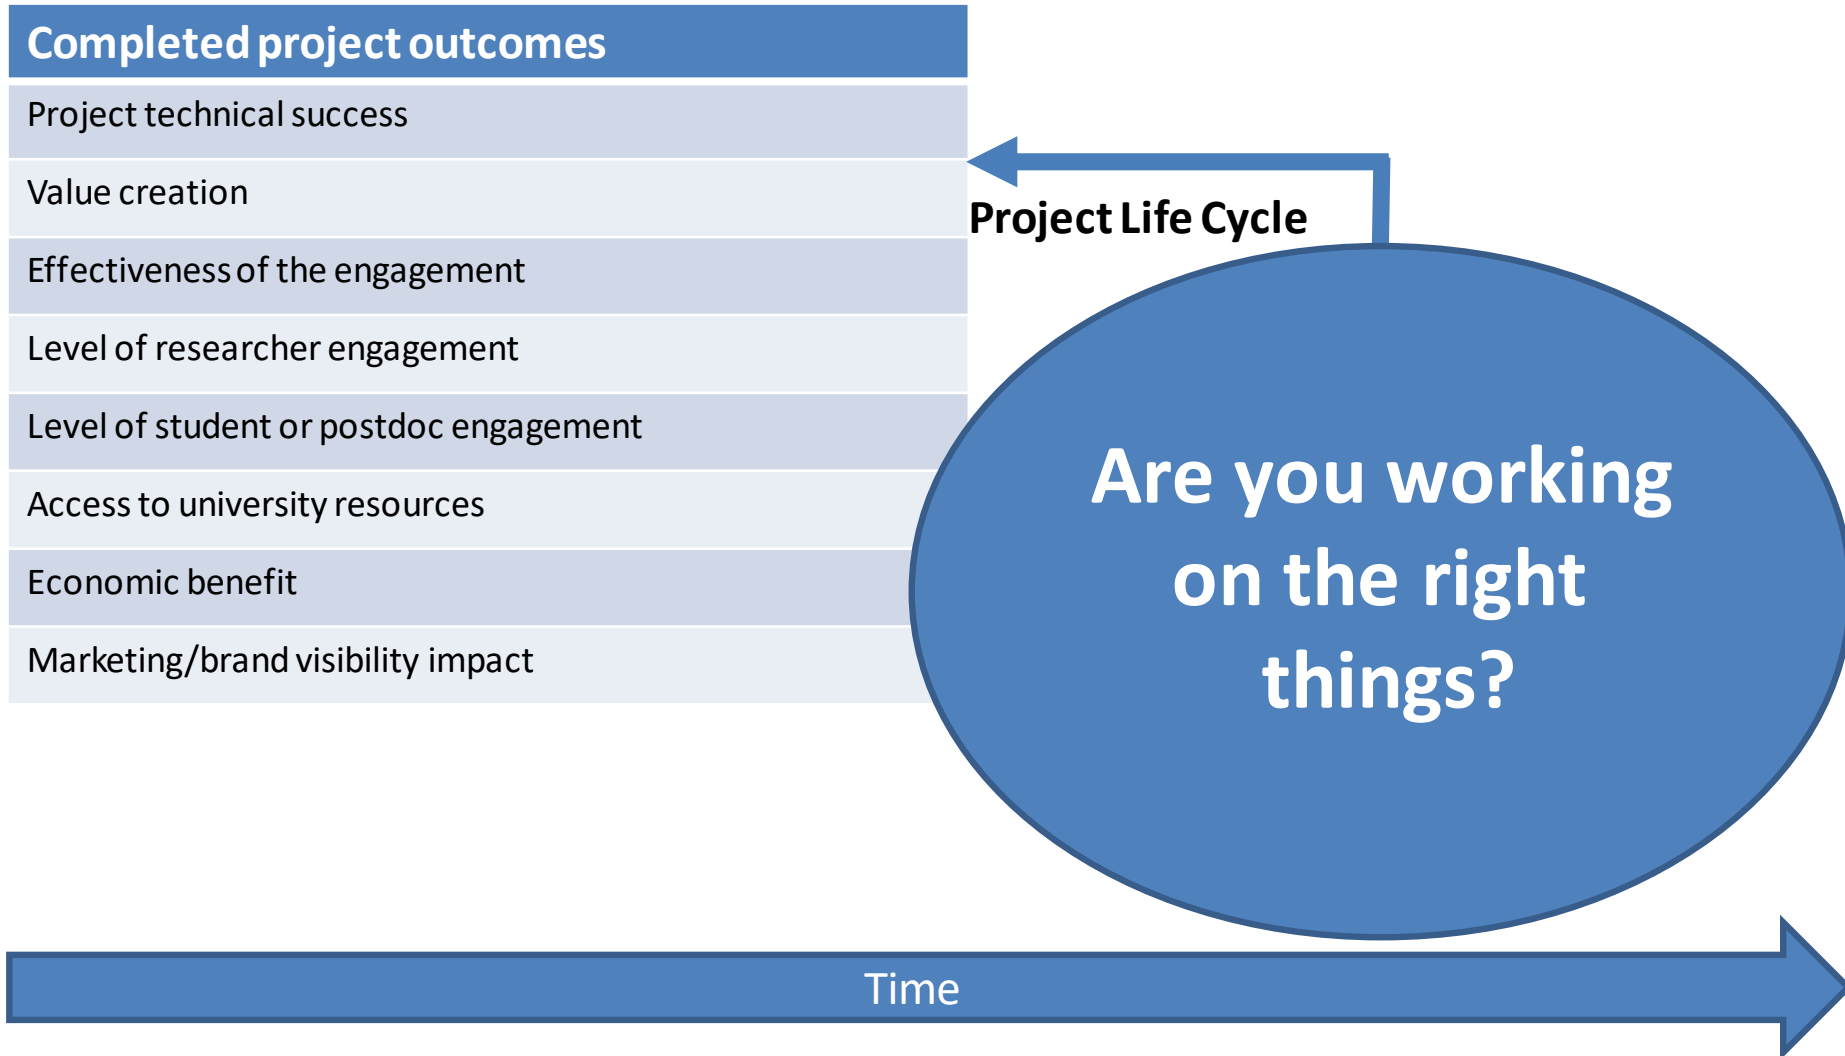 Completed project outcomes
Project technical success
Value creation
Effectiveness of the engagement
Level of researcher engagement
Level of student or postdoc engagement
Access to university resources
Economic benefit
Marketing/brand visibility impact
Project Life Cycle
Are you working
on the right
things?
Time